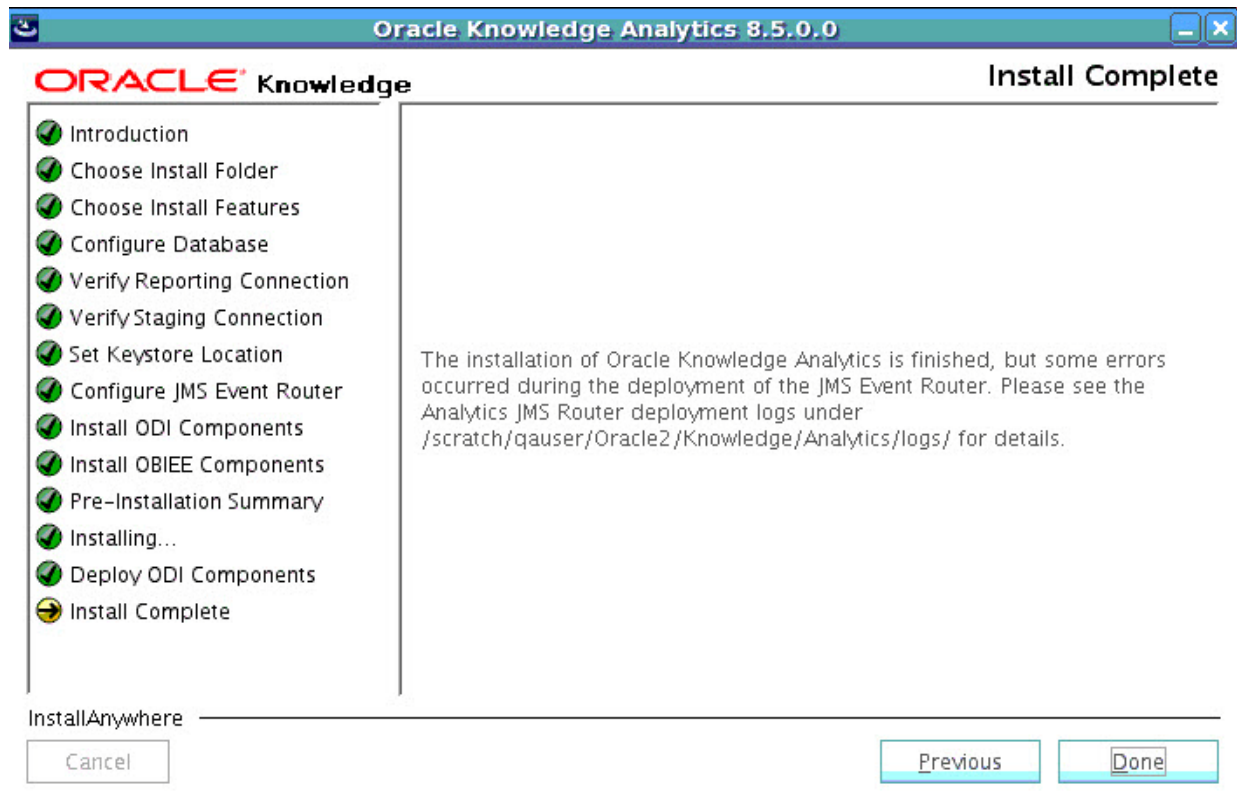 Oracle Knowledge Analytics 8.5.0.0
ORACLE® Knowledge
Install Complete
Introduction
Choose Install Folder
Choose Install Features
Configure Database
Verify Reporting Connection
Verify Staging Connection
Set Keystore Location
Configure JMS Event Router
Install ODI Components
Install OBIEE Components
Pre-Installation Summary
Installing...
Deploy ODI Components
Install Complete
The installation of Oracle Knowledge Analytics is finished, but some errors
occurred during the deployment of the JMS Event Router. Please see the
Analytics JMS Router deployment logs under
/scratch/qauser/Oracle2/Knowledge/Analytics/logs/ for details.
InstallAnywhere
Cancel
Previous
Done